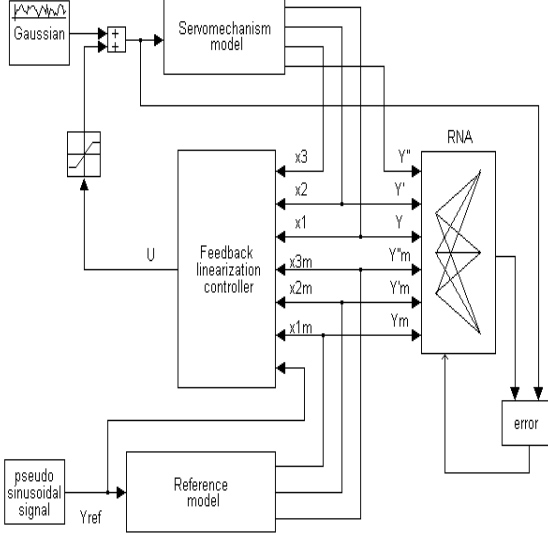 Gaussian
+
+
Servomechanism
model
RNA
x3
Y"
x2
Y'
x1
Y
U
Feedback
linearization
controller
x3m
Y"m
x2m
Y'm
x1m
Ym
error
pseudo
sinusoidal
signal
Yref
Reference
model